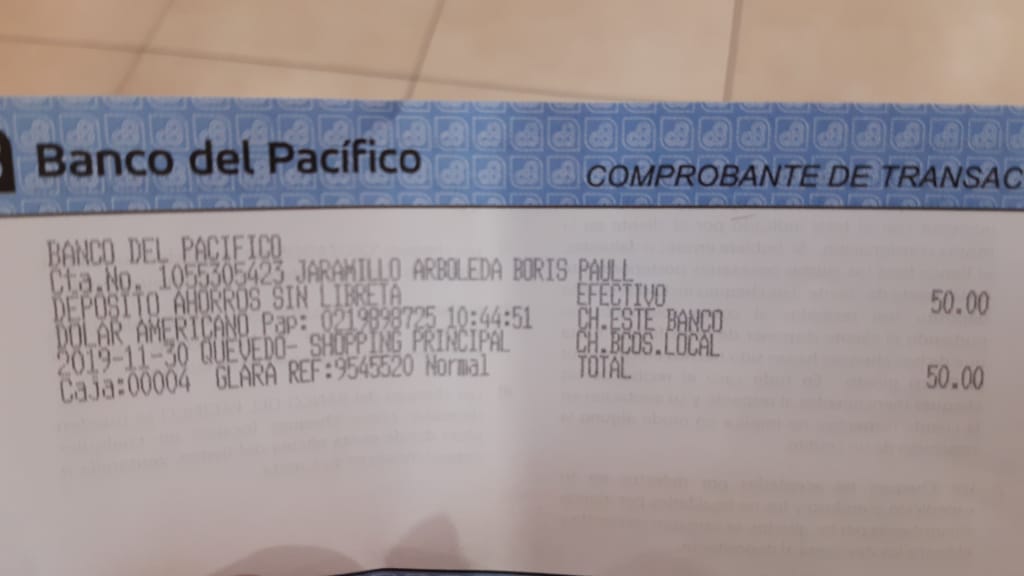 Banco del Pacífico
COMPROBANTE DE TRANSAC
BANCO DEL PACIFICO
Cta.No. 1055305423 JARAMILLO ARBOLEDA BORIS PAULL
DEPOSITO AHORROS SIN LIBRETA EFECTIVO 50.00
DOLAR AMERICANO Pap: 0219898725 10:44:51 CH.ESTE BANCO
2019-11-30 QUEVEDO- SHOPPING PRINCIPAL CH.BCOS.LOCAL
Caja:00004 GLARA REF:9545520 Normal TOTAL 50.00